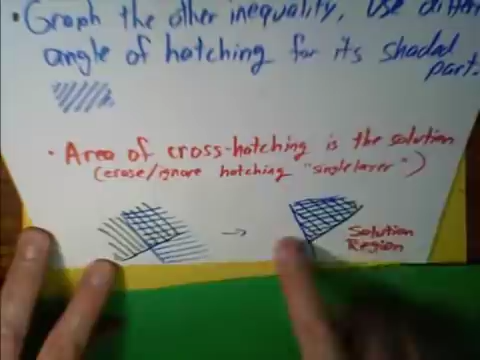 • Graph the other inequality, Use
angle of hatching for its shaded
part.
• Area of cross-hatching is the solution
(erase/ignore hatching "single layer")
Solution
Region